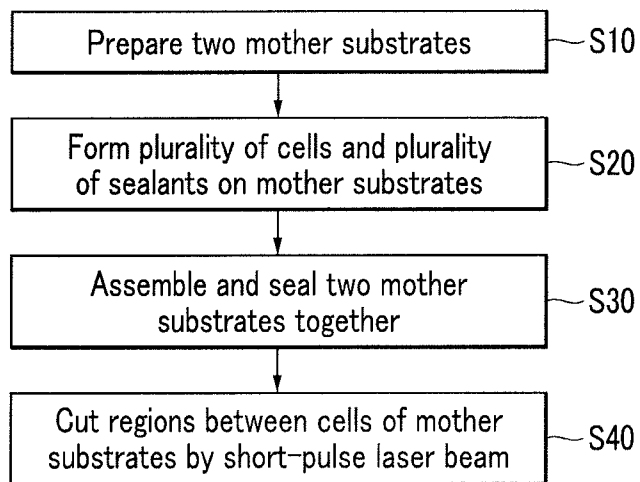 Prepare two mother substrates
S10
Form plurality of cells and plurality
of sealants on mother substrates
S20
Assemble and seal two mother
substrates together
S30
Cut regions between cells of mother
substrates by short-pulse laser beam
S40